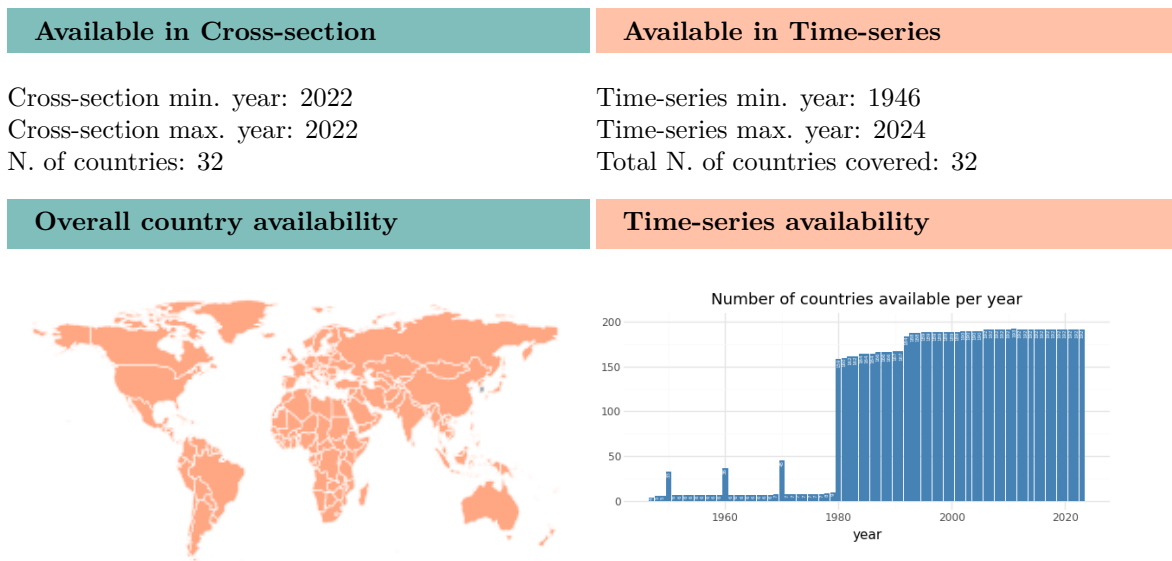 Available in Cross-section
Available in Time-series
Cross-section min. year: 2022
Cross-section max. year: 2022
N. of countries: 32
Time-series min. year: 1946
Time-series max. year: 2024
Total N. of countries covered: 32
Overall country availability
Time-series availability
Number of countries available per year
200
150
100
50
0
1960
1980
2000
2020
year